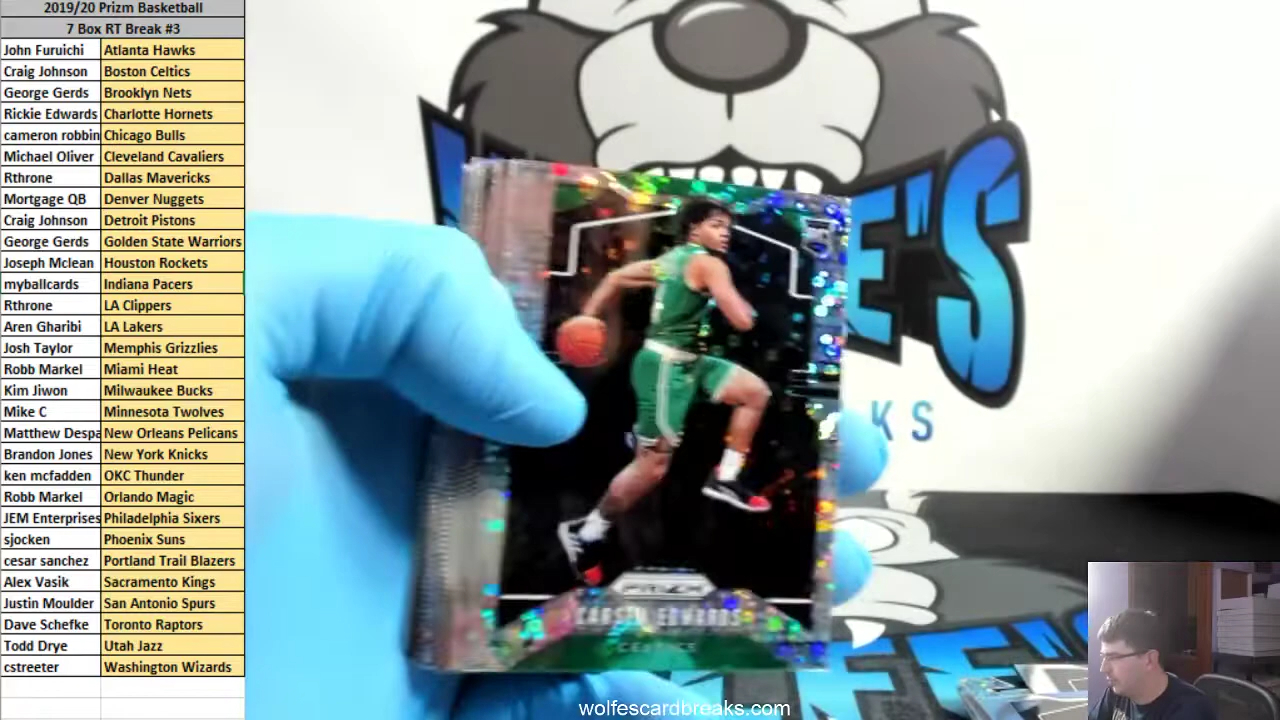 2019/20 Prizm Basketball
7 Box RT Break #3
John Furuichi Atlanta Hawks
Craig Johnson Boston Celtics
George Gerds Brooklyn Nets
Rickie Edwards Charlotte Hornets
cameron robbin Chicago Bulls
Michael Oliver Cleveland Cavaliers
Rthrone Dallas Mavericks
Mortgage QB Denver Nuggets
Craig Johnson Detroit Pistons
George Gerds Golden State Warriors
Joseph Mclean Houston Rockets
myballcards Indiana Pacers
Rthrone LA Clippers
Aren Gharibi LA Lakers
Josh Taylor Memphis Grizzlies
Robb Markel Miami Heat
Kim Jiwon Milwaukee Bucks
Mike C Minnesota Twolves
Matthew Despa New Orleans Pelicans
Brandon Jones New York Knicks
ken mcfadden OKC Thunder
Robb Markel Orlando Magic
JEM Enterprises Philadelphia Sixers
sjocken Phoenix Suns
cesar sanchez Portland Trail Blazers
Alex Vasik Sacramento Kings
Justin Moulder San Antonio Spurs
Dave Schefke Toronto Raptors
Todd Drye Utah Jazz
cstreeter Washington Wizards
E'S
KS
PRIZM
CARSEN EDWARDS
CELTICS
wolfescardbreaks.com